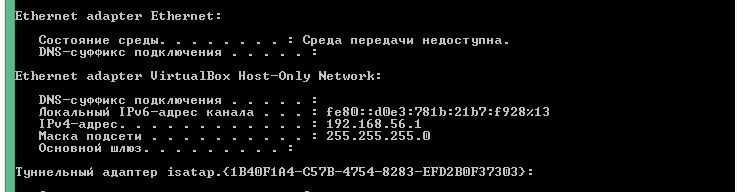 Ethernet adapter Ethernet:
Состояние среды. . . . . . . . : Среда передачи недоступна.
DNS-суффикс подключения . . . . . :
Ethernet adapter VirtualBox Host-Only Network:
DNS-суффикс подключения . . . . . :
Локальный IPv6-адрес канала . . . : fe80::d0e3:781b:21b7:f928%13
IPv4-адрес. . . . . . . . . . . . : 192.168.56.1
Маска подсети . . . . . . . . . . : 255.255.255.0
Основной шлюз. . . . . . . . . :
Туннельный адаптер isatap.{1B40F1A4-C57B-4754-8283-EFD2B0F37303}: